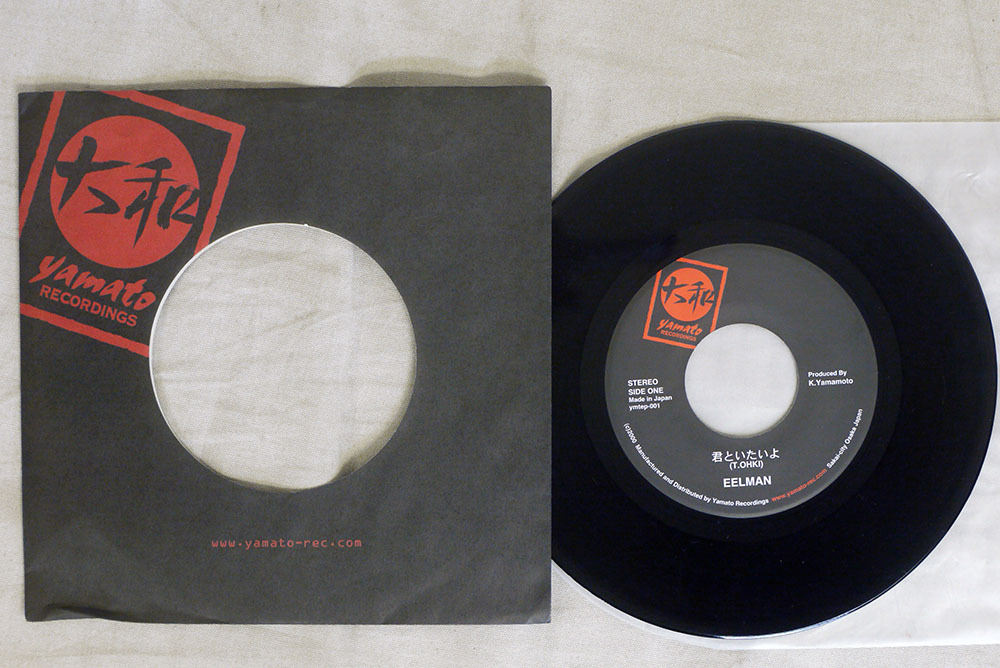 大和
yamato
RECORDINGS
www.yamato-rec.com
大和
yamato
RECORDINGS
STEREO
SIDE ONE
Made in Japan
ymtep-001
Produced By
K.Yamamoto
君といたいよ
(T.OHKI)
EELMAN
(c)2000 Manufactured and Distributed by Yamato Recordings www.yamato-rec.com Sakai-city Osaka Japan